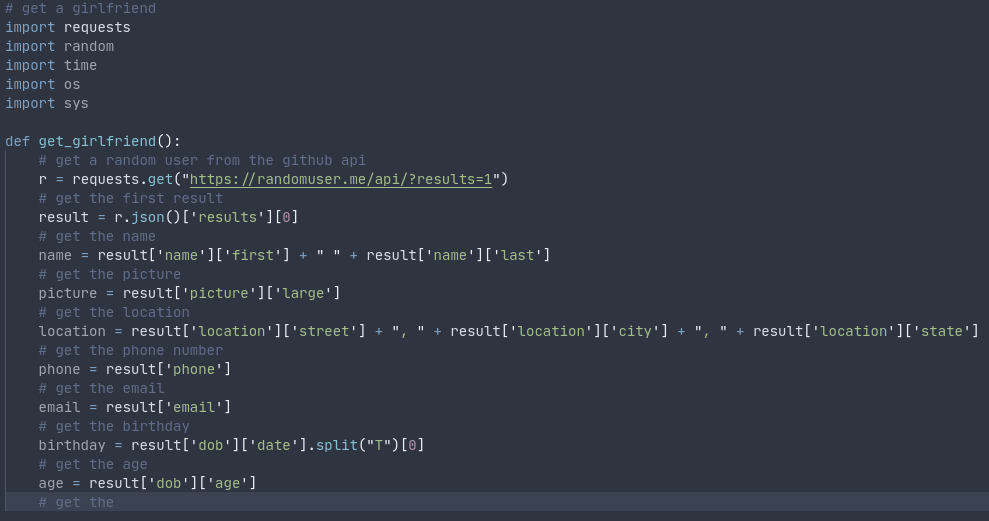 # get a girlfriend
import requests
import random
import time
import os
import sys

def get_girlfriend():
    # get a random user from the github api
    r = requests.get("https://randomuser.me/api/?results=1")
    # get the first result
    result = r.json()['results'][0]
    # get the name
    name = result['name']['first'] + " " + result['name']['last']
    # get the picture
    picture = result['picture']['large']
    # get the location
    location = result['location']['street'] + ", " + result['location']['city'] + ", " + result['location']['state']
    # get the phone number
    phone = result['phone']
    # get the email
    email = result['email']
    # get the birthday
    birthday = result['dob']['date'].split("T")[0]
    # get the age
    age = result['dob']['age']
    # get the